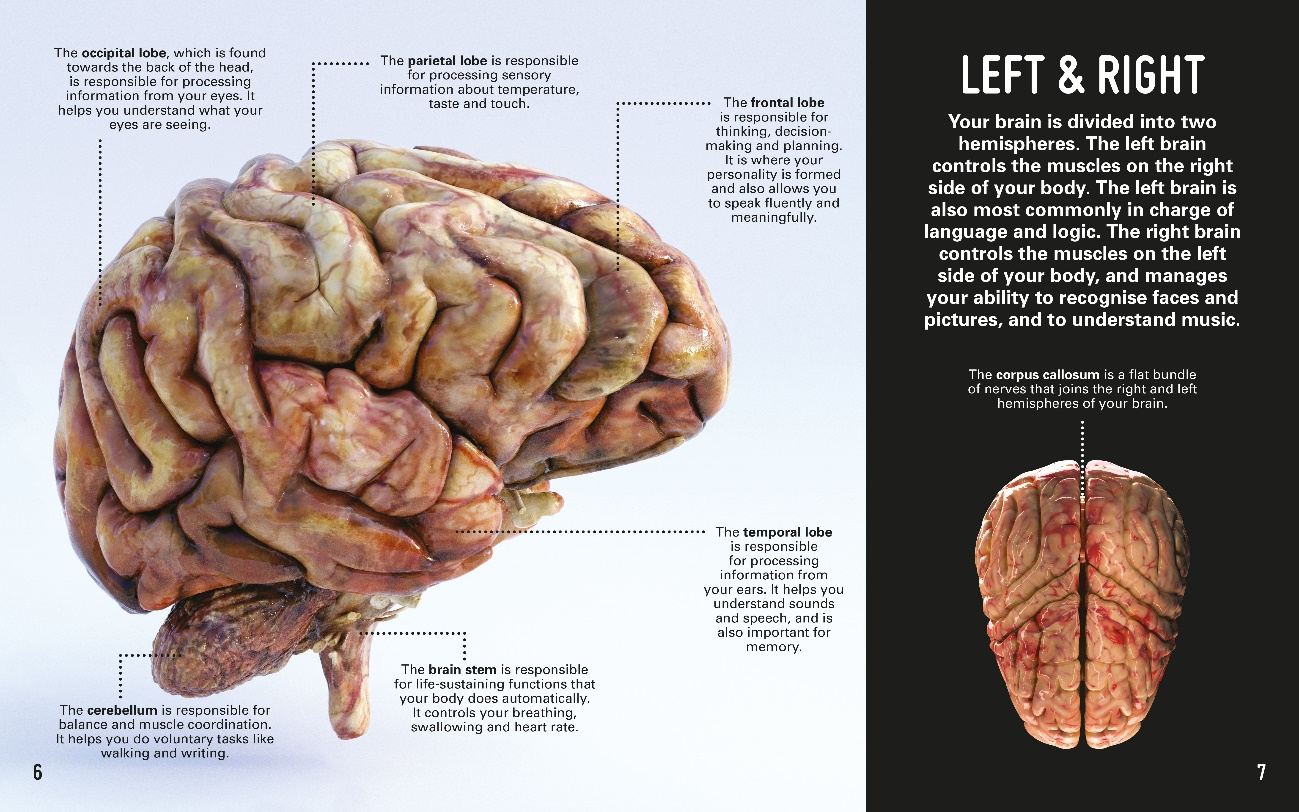 The occipital lobe, which is found
towards the back of the head,
is responsible for processing
information from your eyes. It
helps you understand what your
eyes are seeing.
The parietal lobe is responsible
for processing sensory
information about temperature,
taste and touch.
The frontal lobe
is responsible for
thinking, decision-
making and planning.
It is where your
personality is formed
and also allows you
to speak fluently and
meaningfully.
The temporal lobe
is responsible
for processing
information from
your ears. It helps you
understand sounds
and speech, and is
also important for
memory.
The brain stem is responsible
for life-sustaining functions that
your body does automatically.
It controls your breathing,
swallowing and heart rate.
The cerebellum is responsible for
balance and muscle coordination.
It helps you do voluntary tasks like
walking and writing.
6
LEFT & RIGHT
Your brain is divided into two
hemispheres. The left brain
controls the muscles on the right
side of your body. The left brain is
also most commonly in charge of
language and logic. The right brain
controls the muscles on the left
side of your body, and manages
your ability to recognise faces and
pictures, and to understand music.
The corpus callosum is a flat bundle
of nerves that joins the right and left
hemispheres of your brain.
7